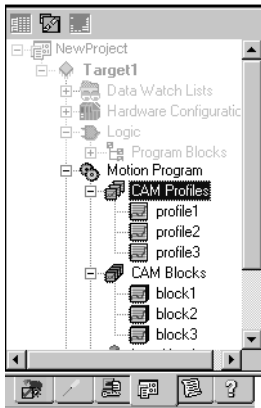 NewProject
Target1
Data Watch Lists
Hardware Configuratic
Logic
Program Blocks
Motion Program
CAM Profiles
profile1
profile2
profile3
CAM Blocks
block1
block2
block3